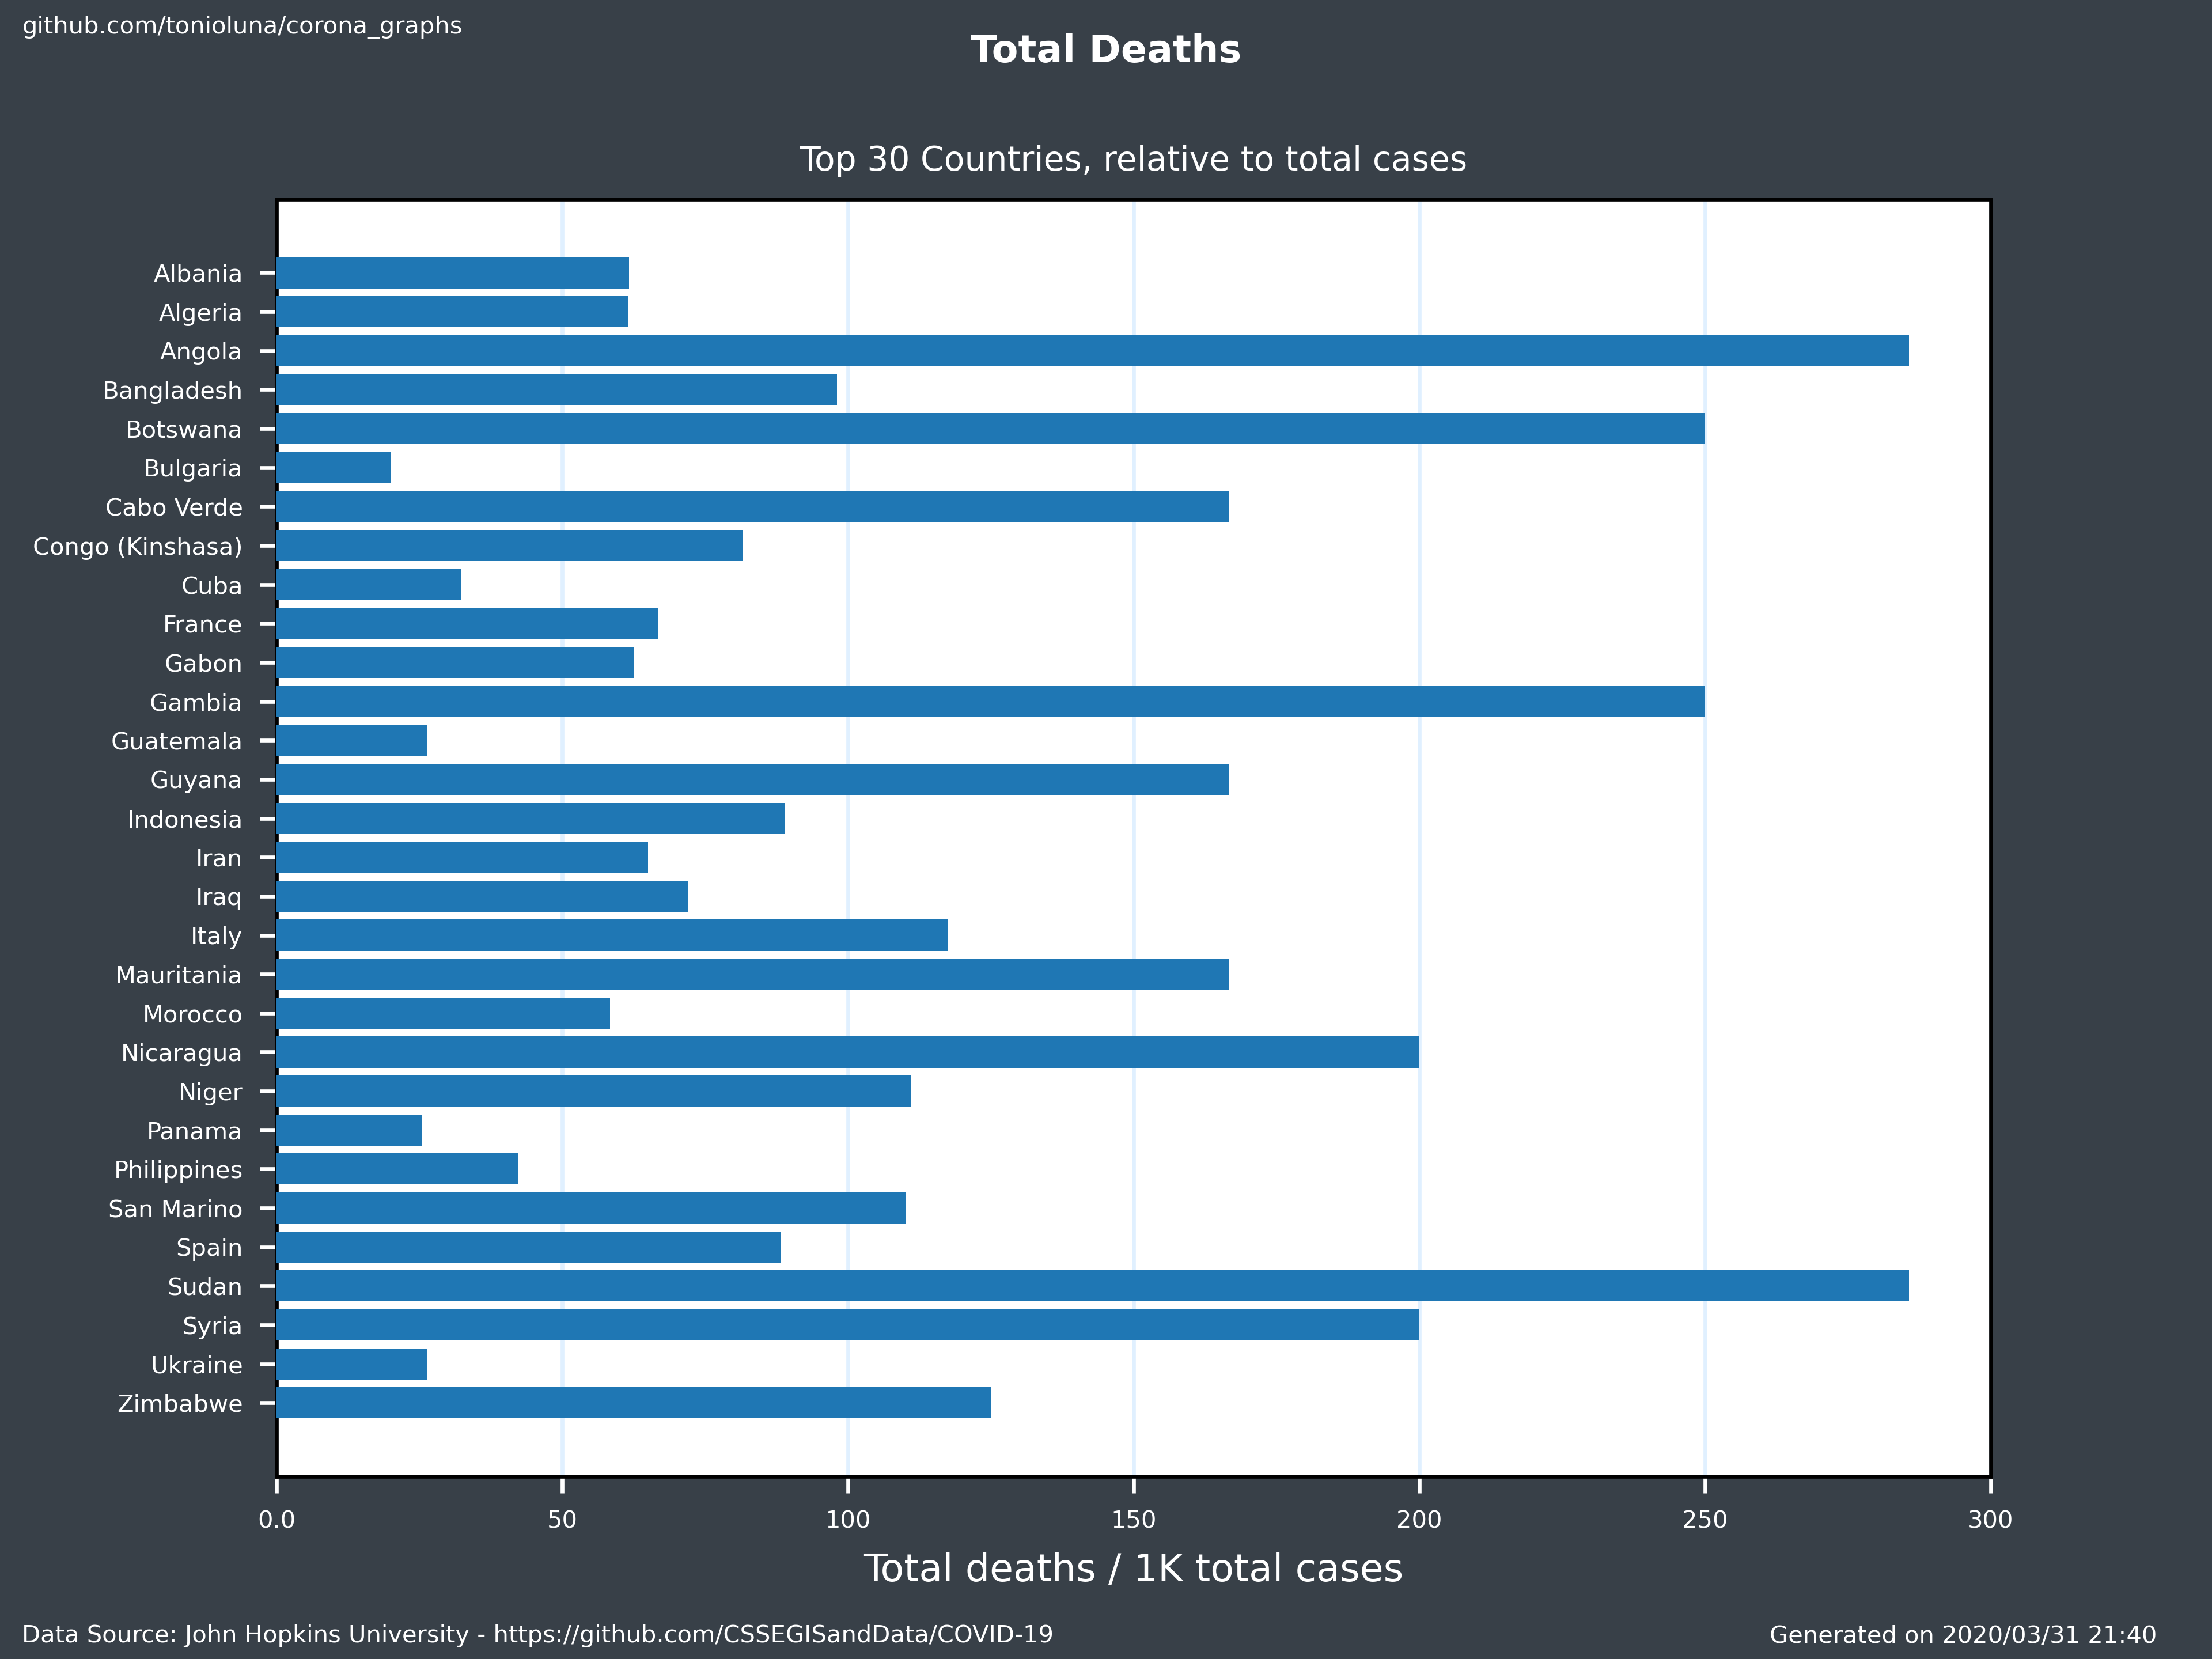 github.com/tonioluna/corona_graphs
Total Deaths
Top 30 Countries, relative to total cases
Albania
Algeria
Angola
Bangladesh
Botswana
Bulgaria
Cabo Verde
Congo (Kinshasa)
Cuba
France
Gabon
Gambia
Guatemala
Guyana
Indonesia
Iran
Iraq
Italy
Mauritania
Morocco
Nicaragua
Niger
Panama
Philippines
San Marino
Spain
Sudan
Syria
Ukraine
Zimbabwe
0.0 50 100 150 200 250 300
Total deaths / 1K total cases
Data Source: John Hopkins University - https://github.com/CSSEGISandData/COVID-19
Generated on 2020/03/31 21:40